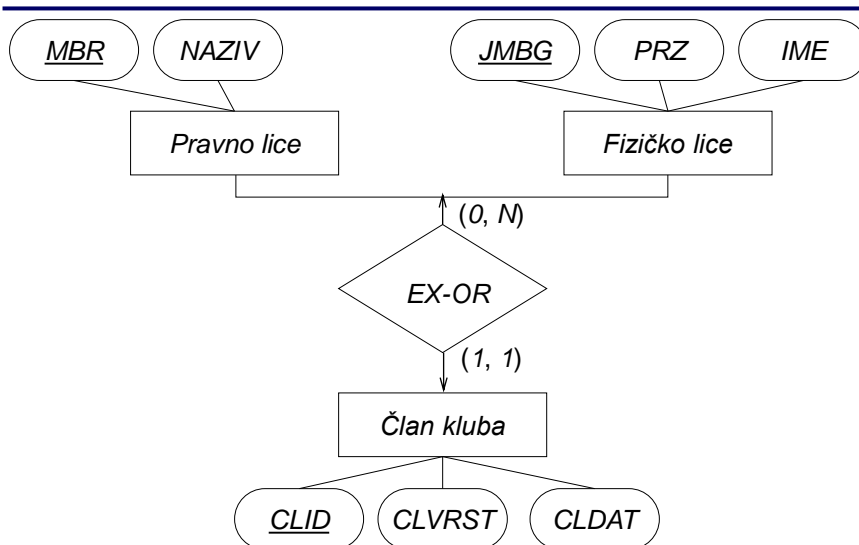 MBR NAZIV JMBG PRZ IME
Pravno lice Fizičko lice
(0, N)
EX-OR
(1, 1)
Član kluba
CLID CLVRST CLDAT